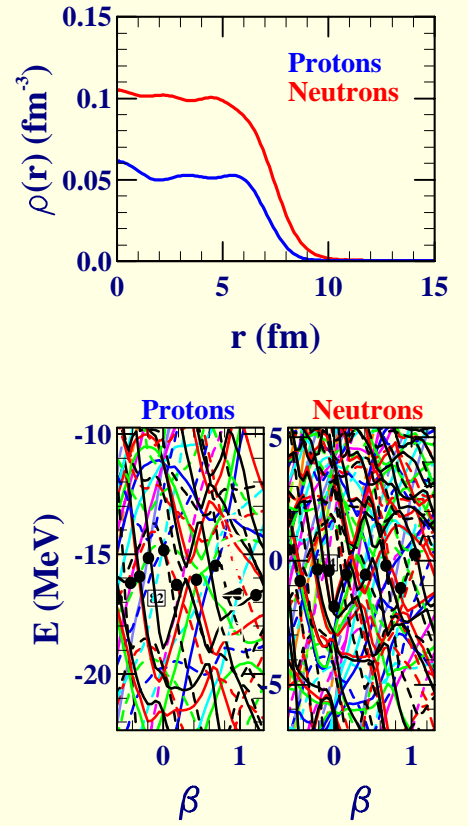 ρ(r) (fm⁻³)
0.15
0.1
0.05
0.0
Protons
Neutrons
0 5 10 15
r (fm)
Protons Neutrons
E (MeV)
-10
-15
-20
5
0
-5
82
0 1 0 1
β β